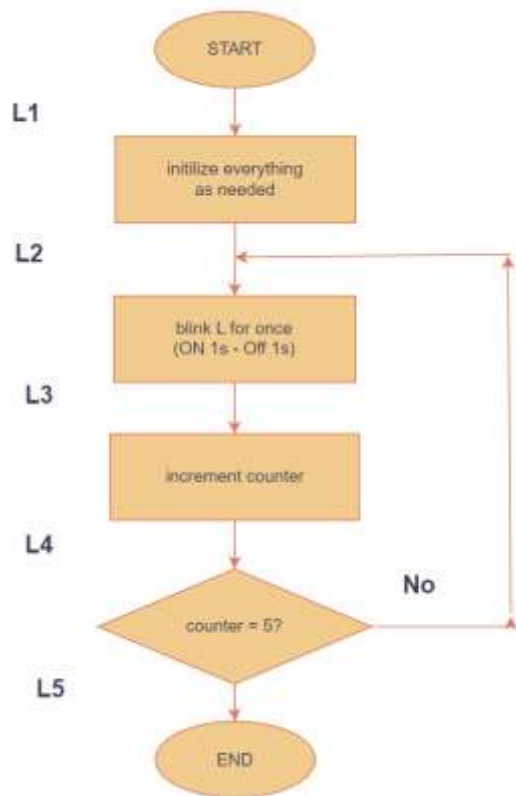 START
L1
initilize everything
as needed
L2
blink L for once
(ON 1s - Off 1s)
L3
increment counter
L4
No
counter = 5?
L5
END